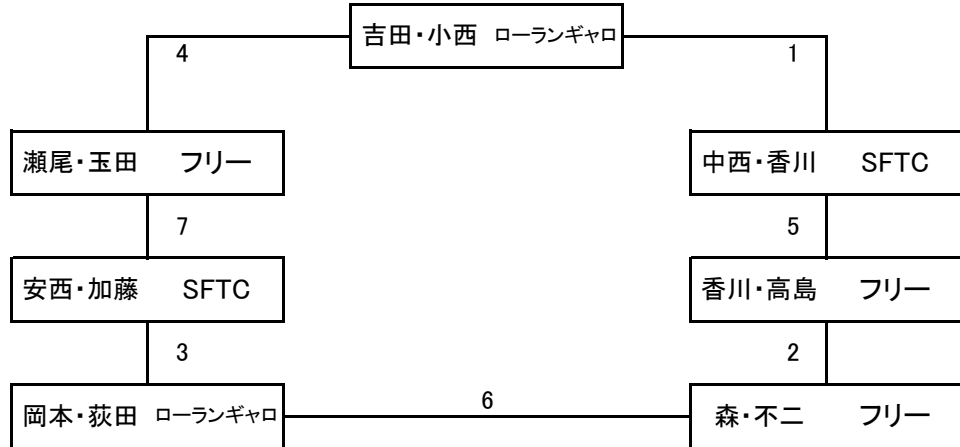 吉田・小西 ローランギャロ
4
1
瀬尾・玉田 フリー
中西・香川 SFTC
7
5
安西・加藤 SFTC
香川・高島 フリー
3
2
岡本・荻田 ローランギャロ
6
森・不二 フリー